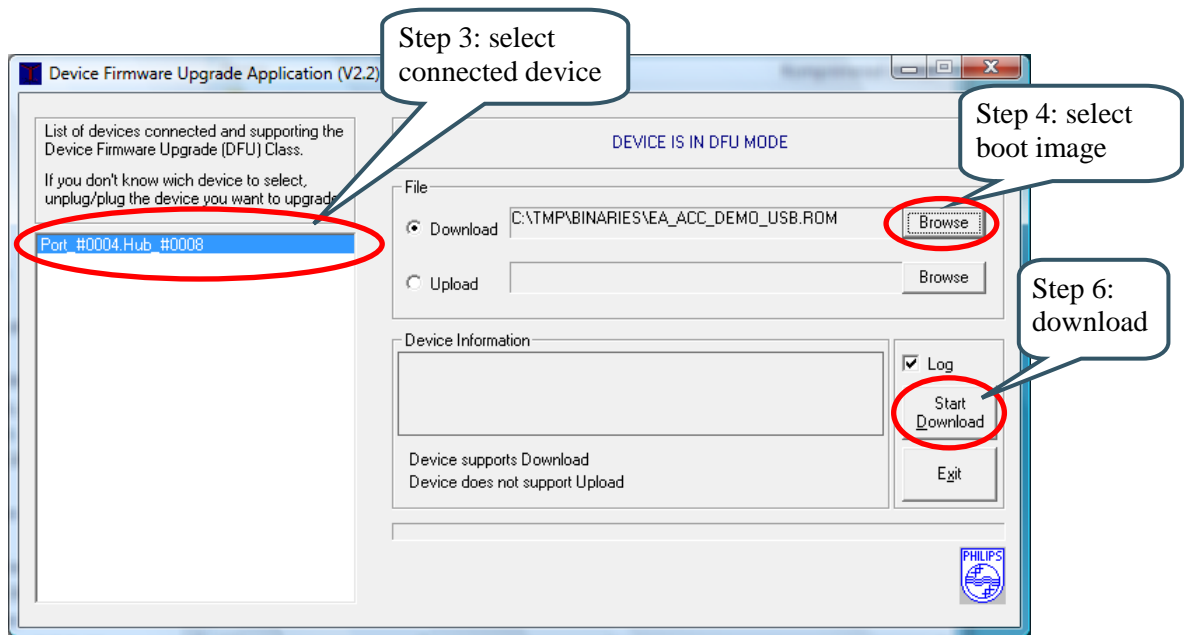 Step 3: select
connected device
Device Firmware Upgrade Application (V2.2)
Step 4: select
boot image
List of devices connected and supporting the
Device Firmware Upgrade (DFU) Class.
If you don't know wich device to select,
unplug/plug the device you want to upgrade
Port_#0004.Hub_#0008
DEVICE IS IN DFU MODE
File
Download C:\TMP\BINARIES\EA_ACC_DEMO_USB.ROM Browse
Upload Browse
Step 6:
download
Device Information
Log
Start
Download
Device supports Download
Device does not support Upload
Exit
PHILIPS